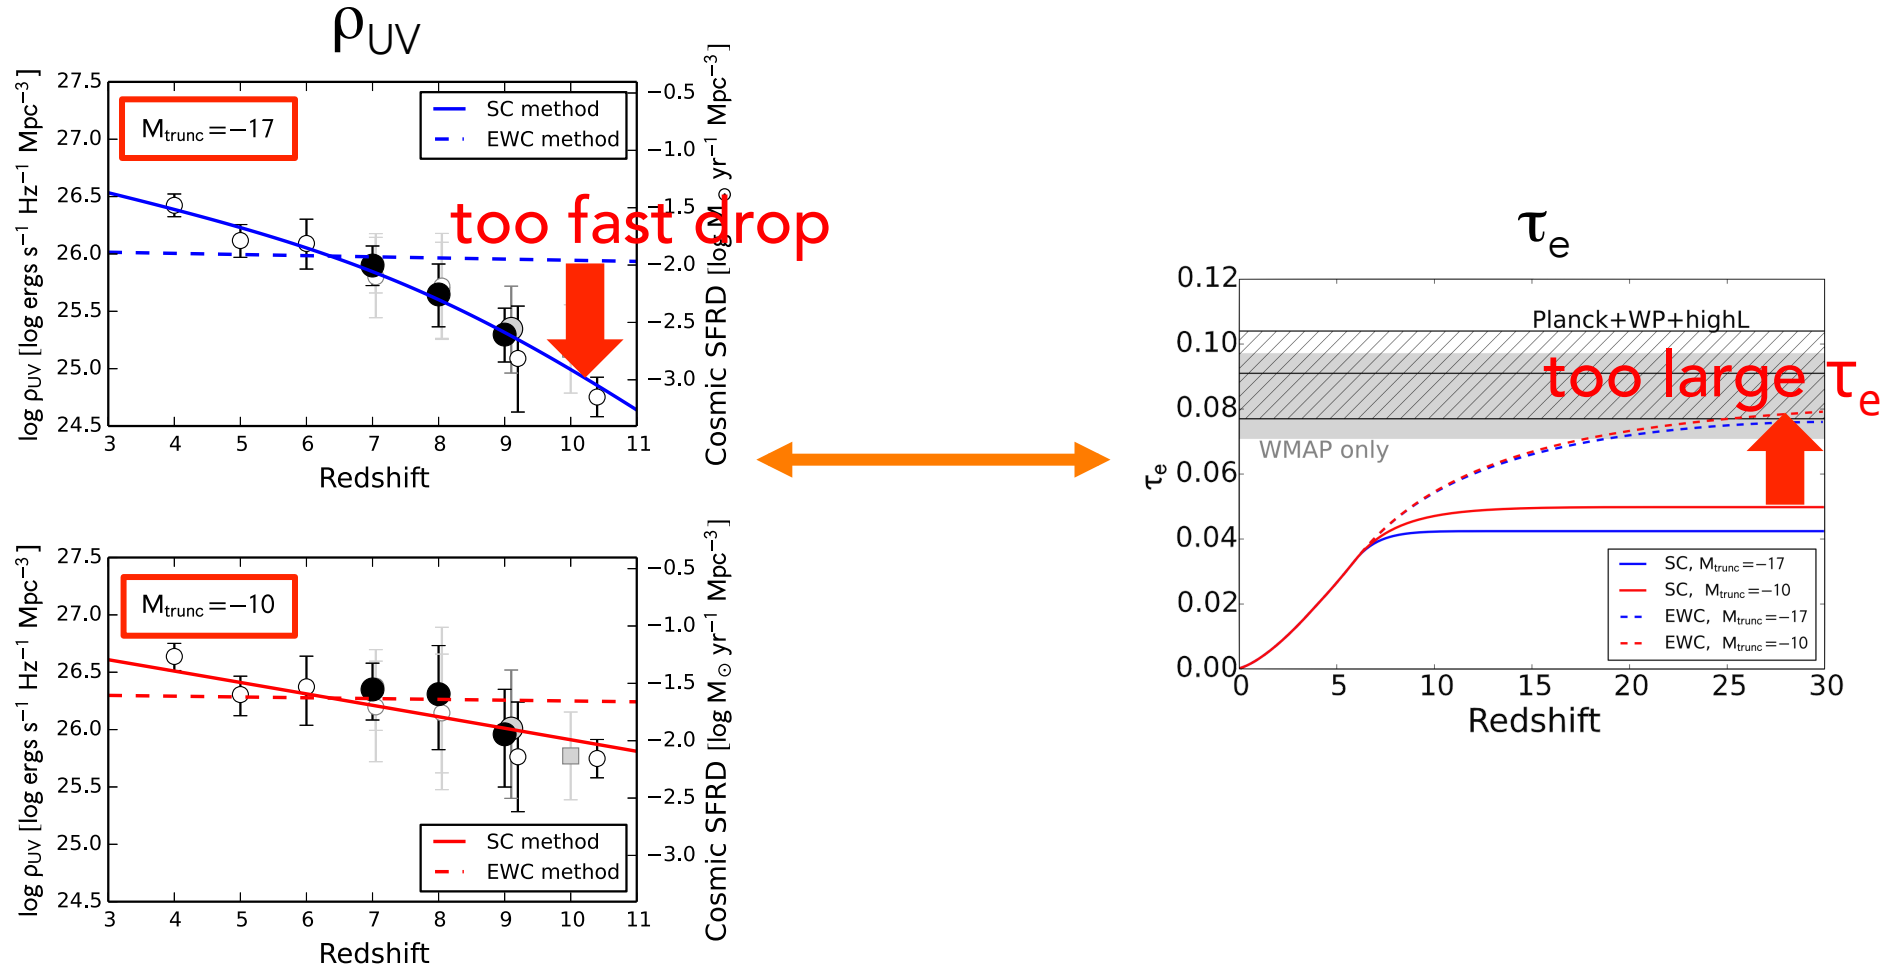 ρUV
27.5
27.0
26.5
26.0
25.5
25.0
24.5
log ρUV [log ergs s⁻¹ Hz⁻¹ Mpc⁻³]
Mtrunc=−17
SC method
EWC method
too fast drop
−0.5
−1.0
−1.5
−2.0
−2.5
−3.0
Cosmic SFRD [log M⊙ yr⁻¹ Mpc⁻³]
3 4 5 6 7 8 9 10 11
Redshift
27.5
27.0
26.5
26.0
25.5
25.0
24.5
log ρUV [log ergs s⁻¹ Hz⁻¹ Mpc⁻³]
Mtrunc=−10
SC method
EWC method
−0.5
−1.0
−1.5
−2.0
−2.5
−3.0
Cosmic SFRD [log M⊙ yr⁻¹ Mpc⁻³]
3 4 5 6 7 8 9 10 11
Redshift
τe
0.12
0.10
0.08
0.06
0.04
0.02
0.00
τe
Planck+WP+highL
too large τe
WMAP only
SC, Mtrunc=−17
SC, Mtrunc=−10
EWC, Mtrunc=−17
EWC, Mtrunc=−10
0 5 10 15 20 25 30
Redshift